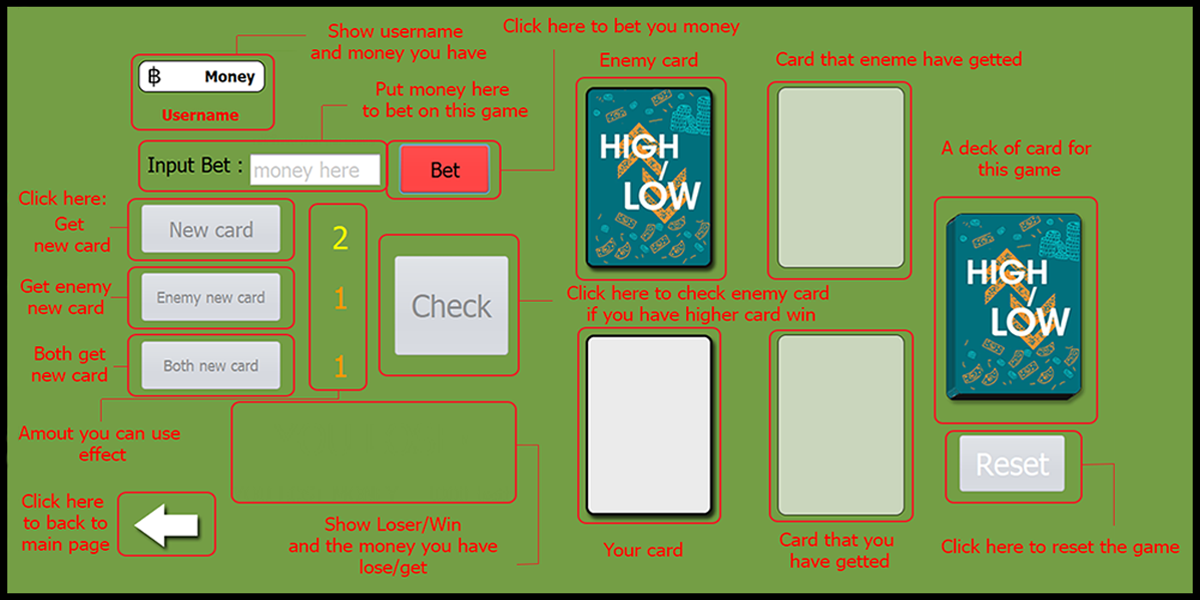 Show username
and money you have
฿ Money
Username
Click here to bet you money
Put money here
to bet on this game
Input Bet : money here
Bet
Enemy card
Card that eneme have getted
HIGH
/
LOW
A deck of card for
this game
HIGH
/
LOW
Click here:
Get
new card
New card
2
Get enemy
new card
Enemy new card
1
Both get
new card
Both new card
1
Check
Click here to check enemy card
if you have higher card win
Amout you can use
effect
Click here
to back to
main page
Show Loser/Win
and the money you have
lose/get
Your card
Card that you
have getted
Reset
Click here to reset the game